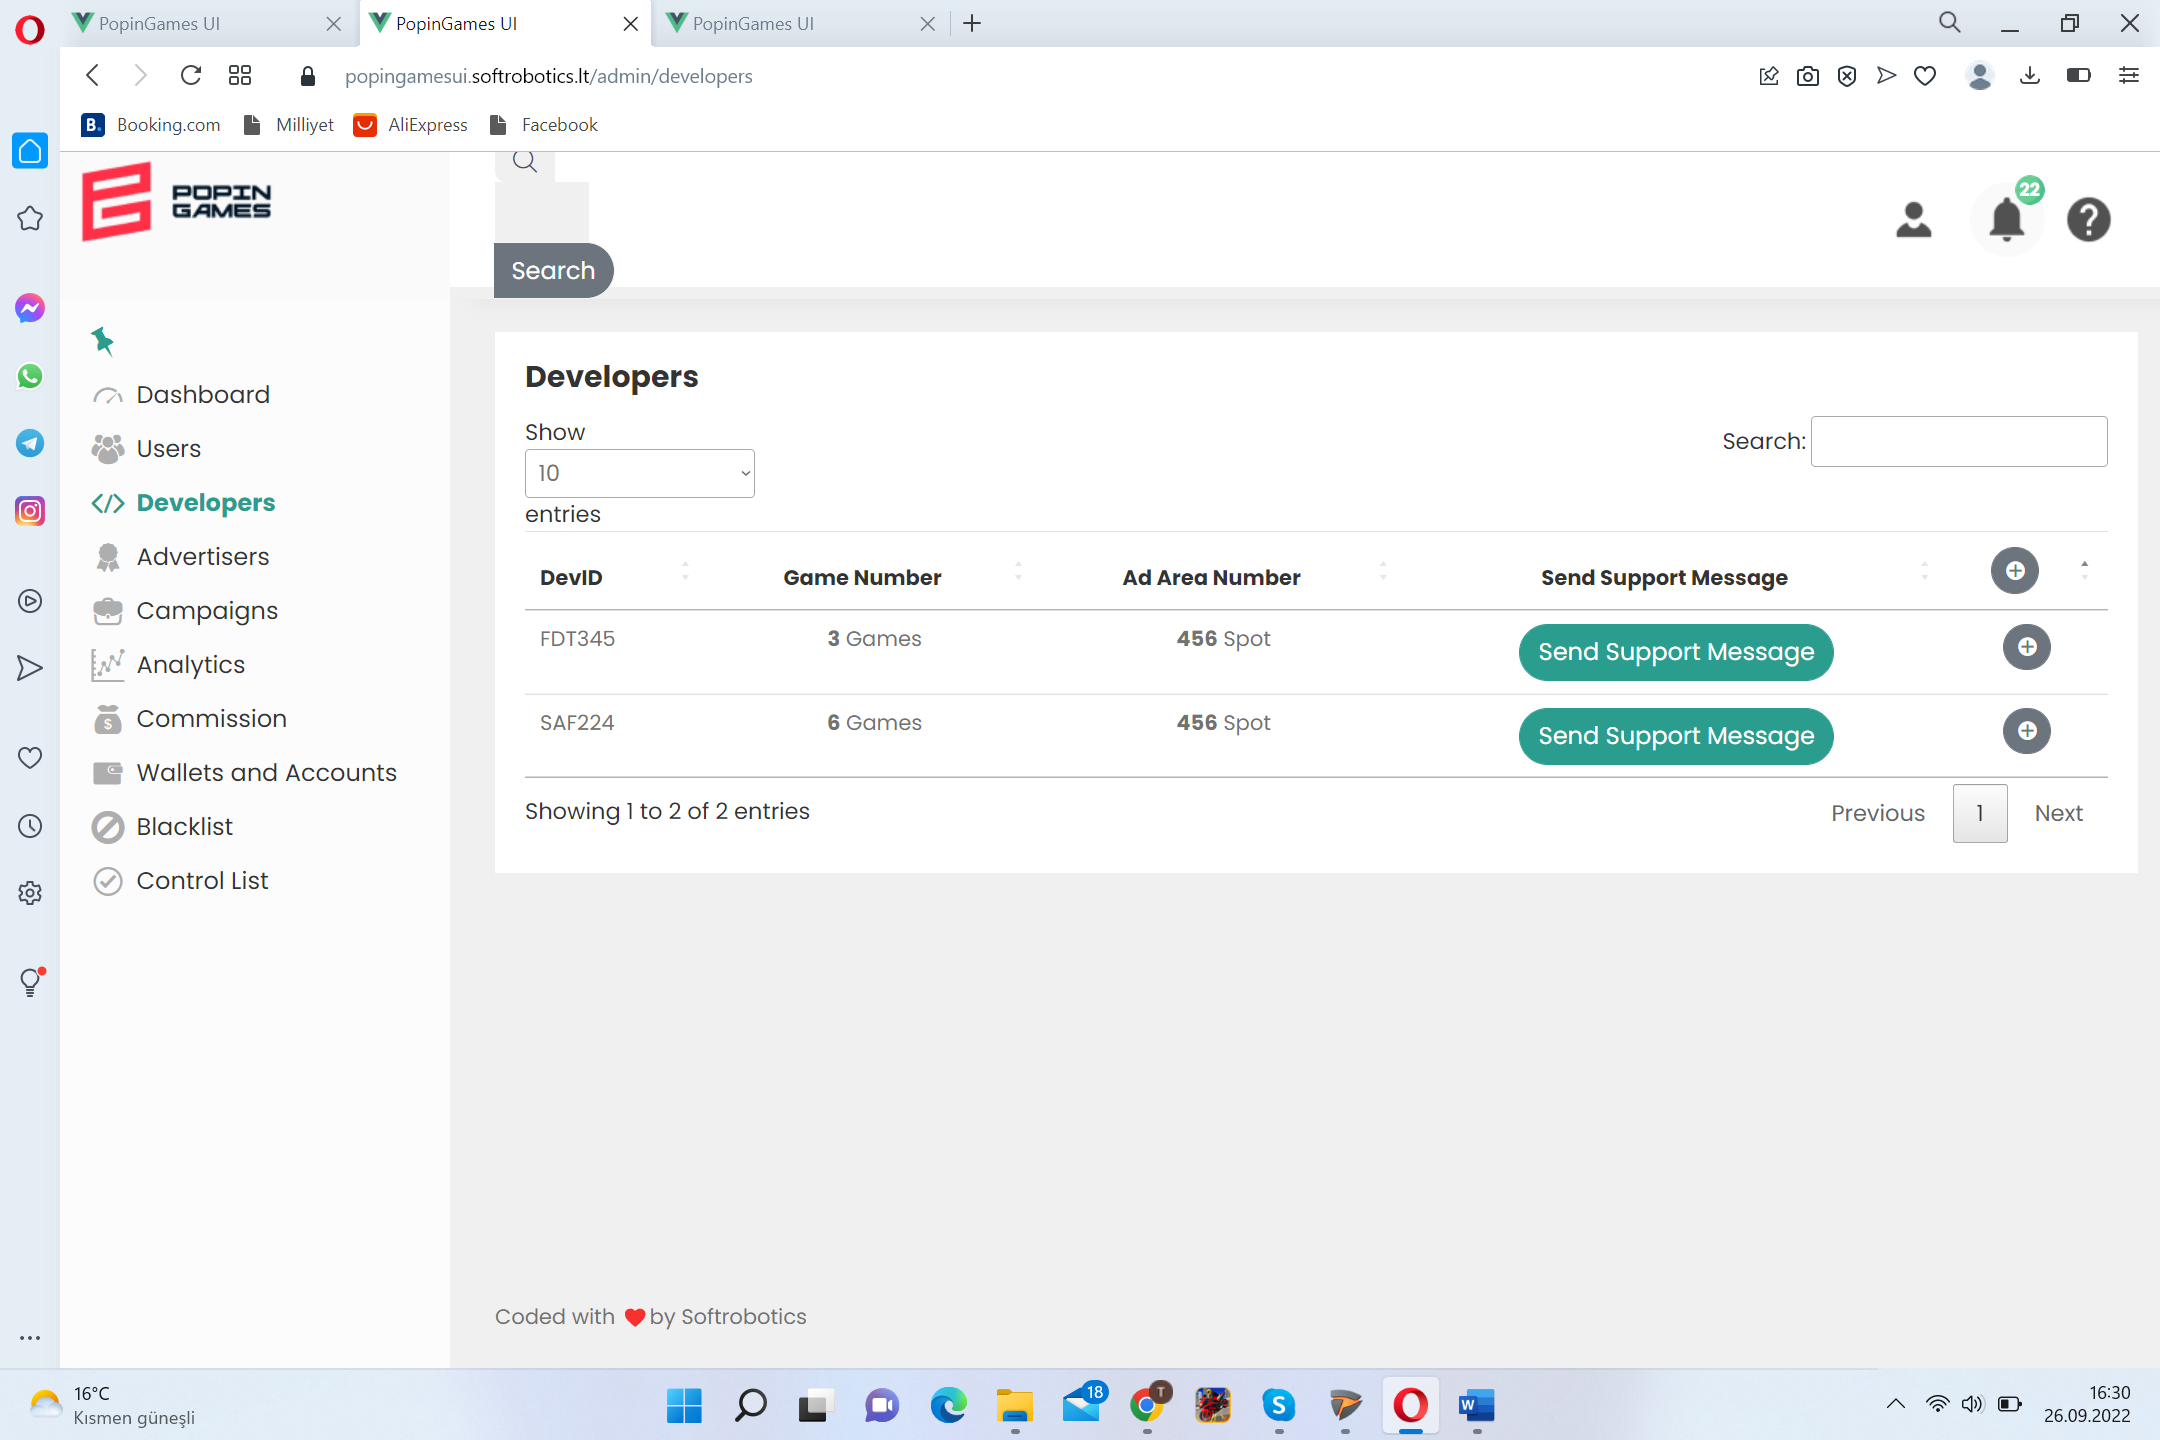 PopinGames UI
PopinGames UI
PopinGames UI
popingamesui.softrobotics.lt/admin/developers
Booking.com
Milliyet
AliExpress
Facebook
POPIN
GAMES
Search
22
Dashboard
Users
Developers
Advertisers
Campaigns
Analytics
Commission
Wallets and Accounts
Blacklist
Control List
Developers
Show
10
entries
Search:
DevID Game Number Ad Area Number Send Support Message
FDT345 3 Games 456 Spot Send Support Message
SAF224 6 Games 456 Spot Send Support Message
Showing 1 to 2 of 2 entries
Previous 1 Next
Coded with by Softrobotics
16°C
Kısmen güneşli
18
T
16:30
26.09.2022